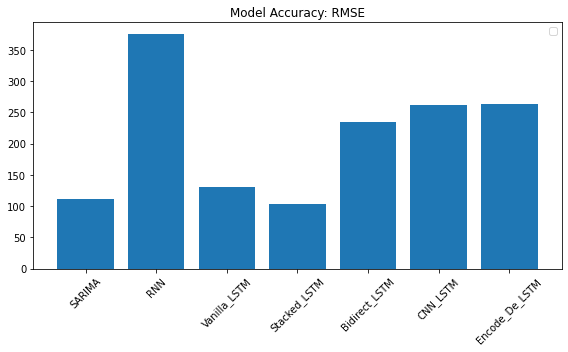 Model Accuracy: RMSE
350
300
250
200
150
100
50
0
SARIMA
RNN
Vanilla_LSTM
Stacked_LSTM
Bidirect_LSTM
CNN_LSTM
Encode_De_LSTM